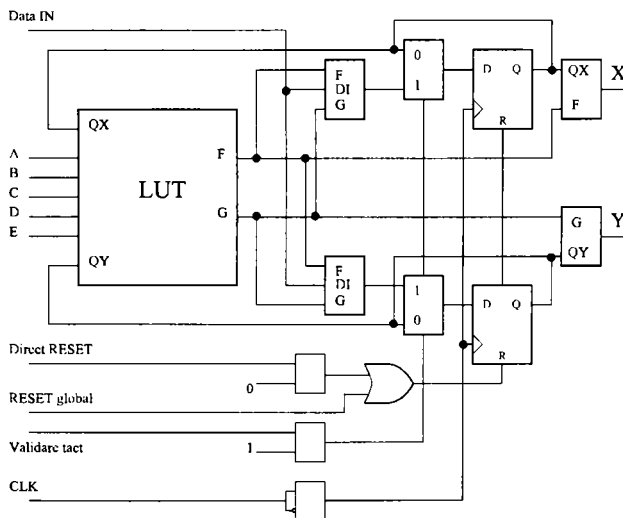 Data IN
0
1
F
DI
G
D Q
R
QX
F
X
QX
A
B
C
D
E
LUT
F
G
QY
G
QY
Y
F
DI
G
1
0
D Q
R
Direct RESET
0
RESET global
Validare tact
1
CLK